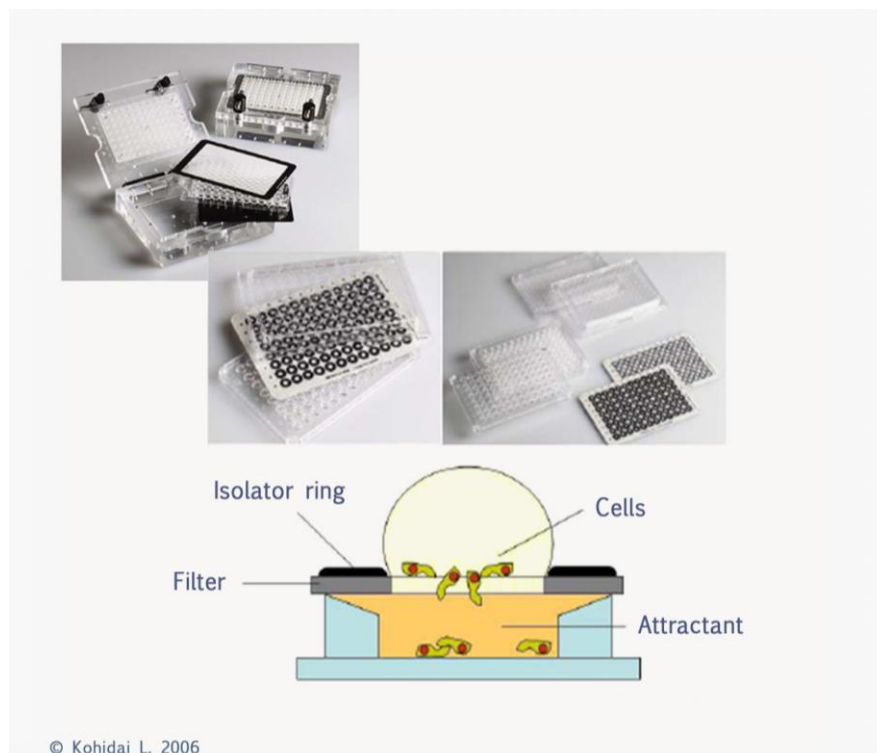 Isolator ring
Cells
Filter
Attractant
© Kohidai L. 2006